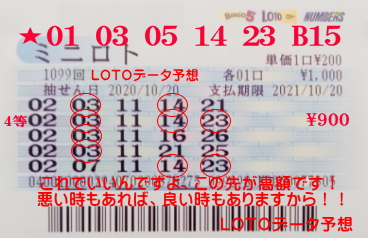 BINGO5 LOTO NUMBERS
★01 03 05 14 23 B15
ミニロト
単価1口¥200
1099回 LOTOデータ予想 各01口 ¥1,000
抽せん日 2020/10/20 支払期限 2021/10/20
02 03 11 14 21
4等 02 03 11 14 23 ¥900
02 03 11 16 26
02 03 11 21 25
02 07 11 14 23
これでいいんですよ、この先が高額です！
悪い時もあれば、良い時もありますから！！
LOTOデータ予想